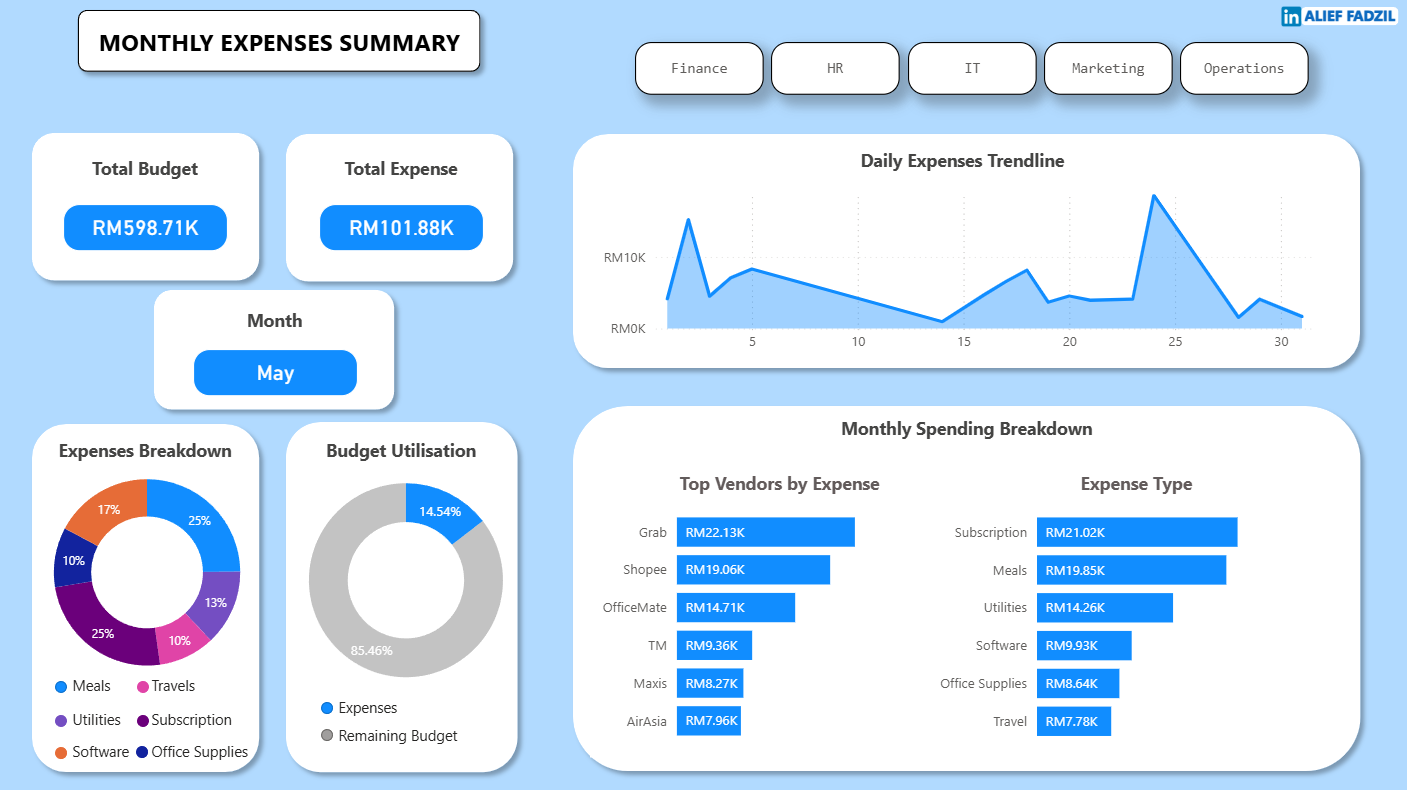 MONTHLY EXPENSES SUMMARY
in ALIEF FADZIL
Finance
HR
IT
Marketing
Operations
Total Budget
RM598.71K
Total Expense
RM101.88K
Month
May
Daily Expenses Trendline
RM10K
RM0K
5
10
15
20
25
30
Expenses Breakdown
25%
13%
10%
25%
10%
17%
Meals
Travels
Utilities
Subscription
Software
Office Supplies
Budget Utilisation
14.54%
85.46%
Expenses
Remaining Budget
Monthly Spending Breakdown
Top Vendors by Expense
Grab RM22.13K
Shopee RM19.06K
OfficeMate RM14.71K
TM RM9.36K
Maxis RM8.27K
AirAsia RM7.96K
Expense Type
Subscription RM21.02K
Meals RM19.85K
Utilities RM14.26K
Software RM9.93K
Office Supplies RM8.64K
Travel RM7.78K